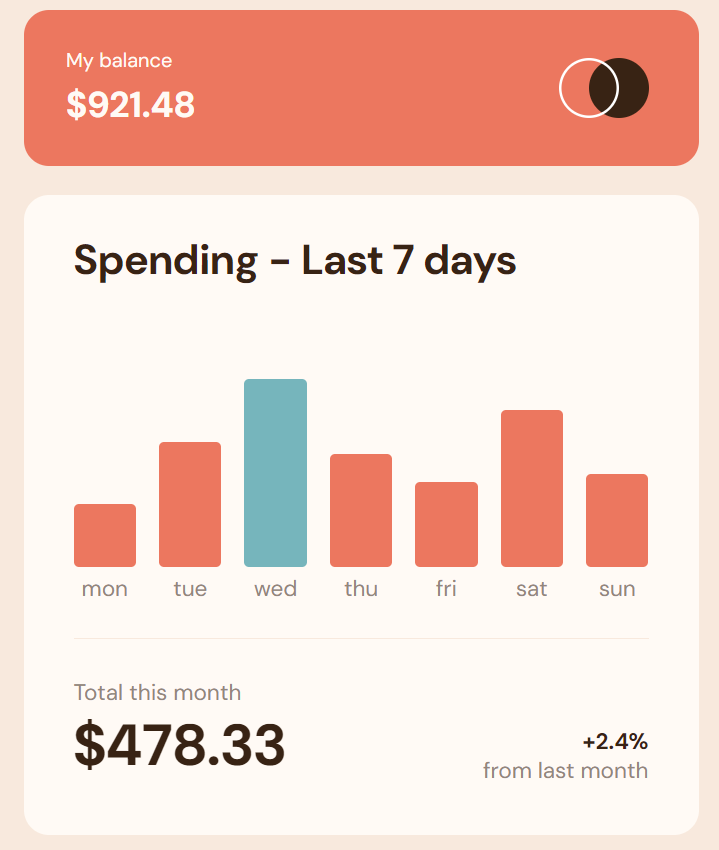 My balance
$921.48
Spending - Last 7 days
mon tue wed thu fri sat sun
Total this month
$478.33
+2.4%
from last month